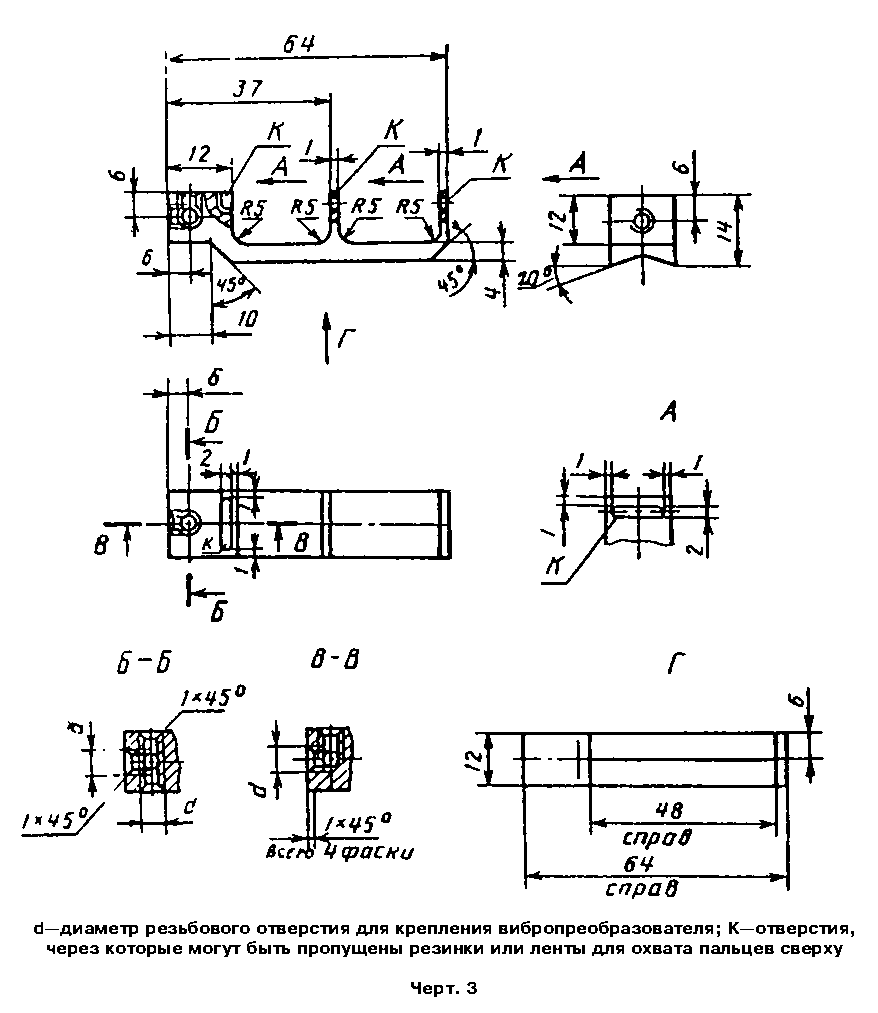 64
37
12 К 1 К 1
6 А А К
R5 R5 R5 R5
6 45° 45° 4
10
Г
А 6
12 14
20°
6
Б
2 1
В К В
1
Б
А
1 1
1 2
К
Б-Б В-В Г
1×45°
d d
1×45° d
1×45°
всего 4 фаски
6
12
48
справ
64
справ
d—диаметр резьбового отверстия для крепления вибропреобразователя; К—отверстия,
через которые могут быть пропущены резинки или ленты для охвата пальцев сверху
Черт. 3